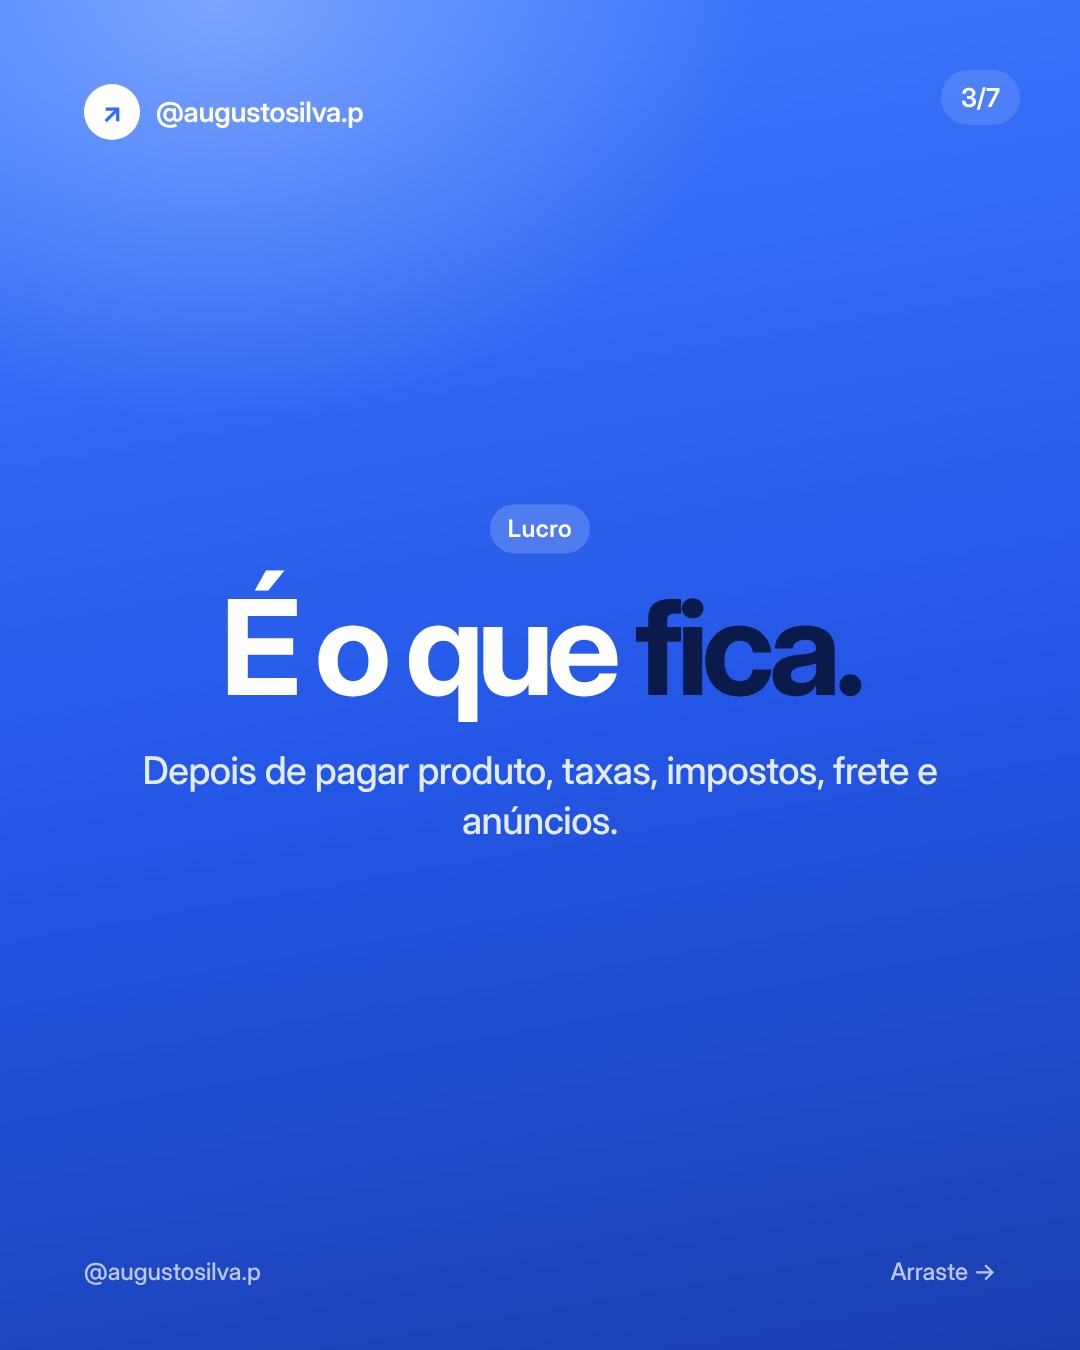 @augustosilva.p
3/7
Lucro
É o que fica.
Depois de pagar produto, taxas, impostos, frete e
anúncios.
@augustosilva.p
Arraste →